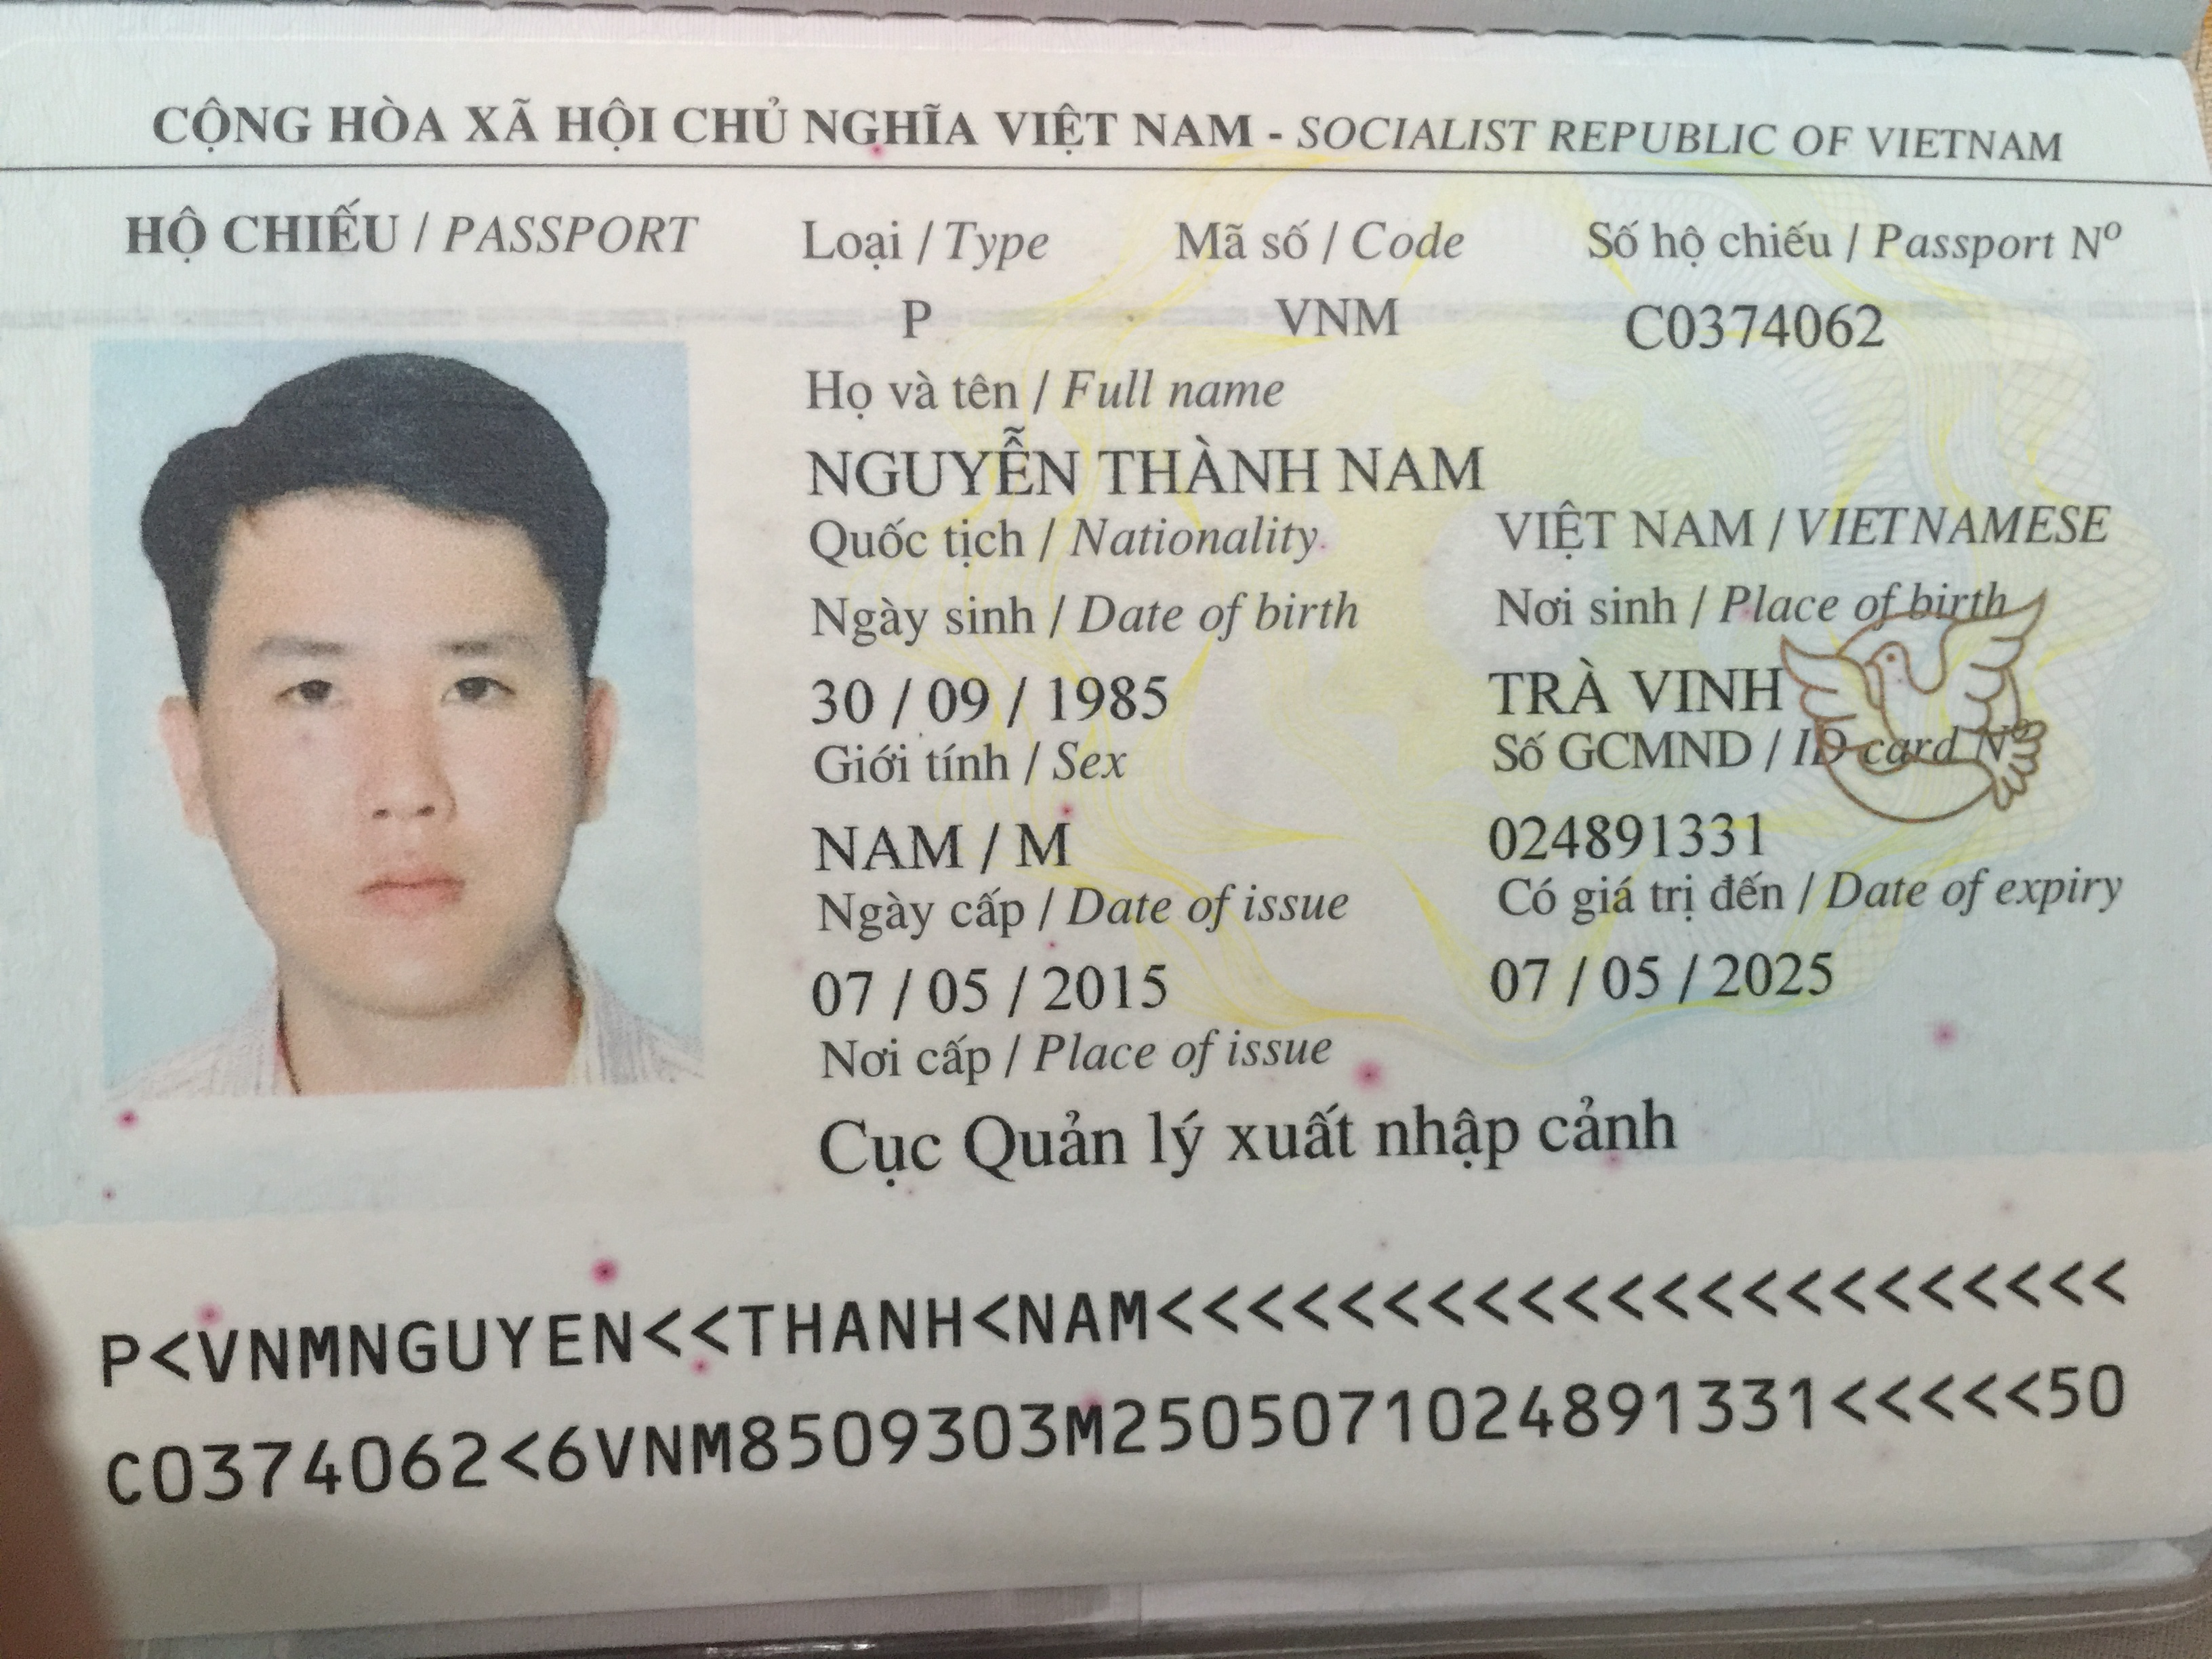 CỘNG HÒA XÃ HỘI CHỦ NGHĨA VIỆT NAM - SOCIALIST REPUBLIC OF VIETNAM
HỘ CHIẾU / PASSPORT Loại / Type Mã số / Code Số hộ chiếu / Passport Nº
P VNM C0374062
Họ và tên / Full name
NGUYỄN THÀNH NAM
Quốc tịch / Nationality VIỆT NAM / VIETNAMESE
Ngày sinh / Date of birth Nơi sinh / Place of birth
30 / 09 / 1985 TRÀ VINH
Giới tính / Sex Số GCMND / ID card Nº
NAM / M 024891331
Ngày cấp / Date of issue Có giá trị đến / Date of expiry
07 / 05 / 2015 07 / 05 / 2025
Nơi cấp / Place of issue
Cục Quản lý xuất nhập cảnh
P<VNMNGUYEN<<THANH<NAM<<<<<<<<<<<<<<<<<<<<<<
C0374062<6VNM8509303M2505071024891331<<<<<50